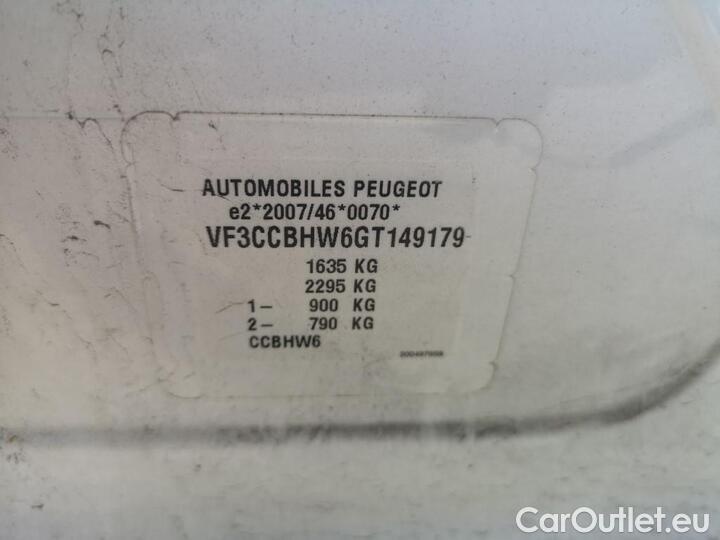 AUTOMOBILES PEUGEOT
e2*2007/46*0070*
VF3CCBHW6GT149179
1635 KG
2295 KG
1- 900 KG
2- 790 KG
CCBHW6
CarOutlet.eu